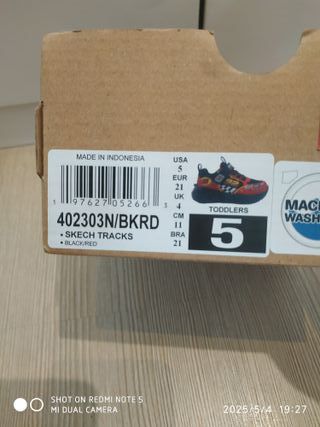 MADE IN INDONESIA
1 97627 05266 3
402303N/BKRD
• SKECH TRACKS
• BLACK/RED
USA
5
EUR
21
UK
4
CM
11
BRA
21
TODDLERS
5
WASH
SHOT ON REDMI NOTE 5
MI DUAL CAMERA
2025/5/4 19:27